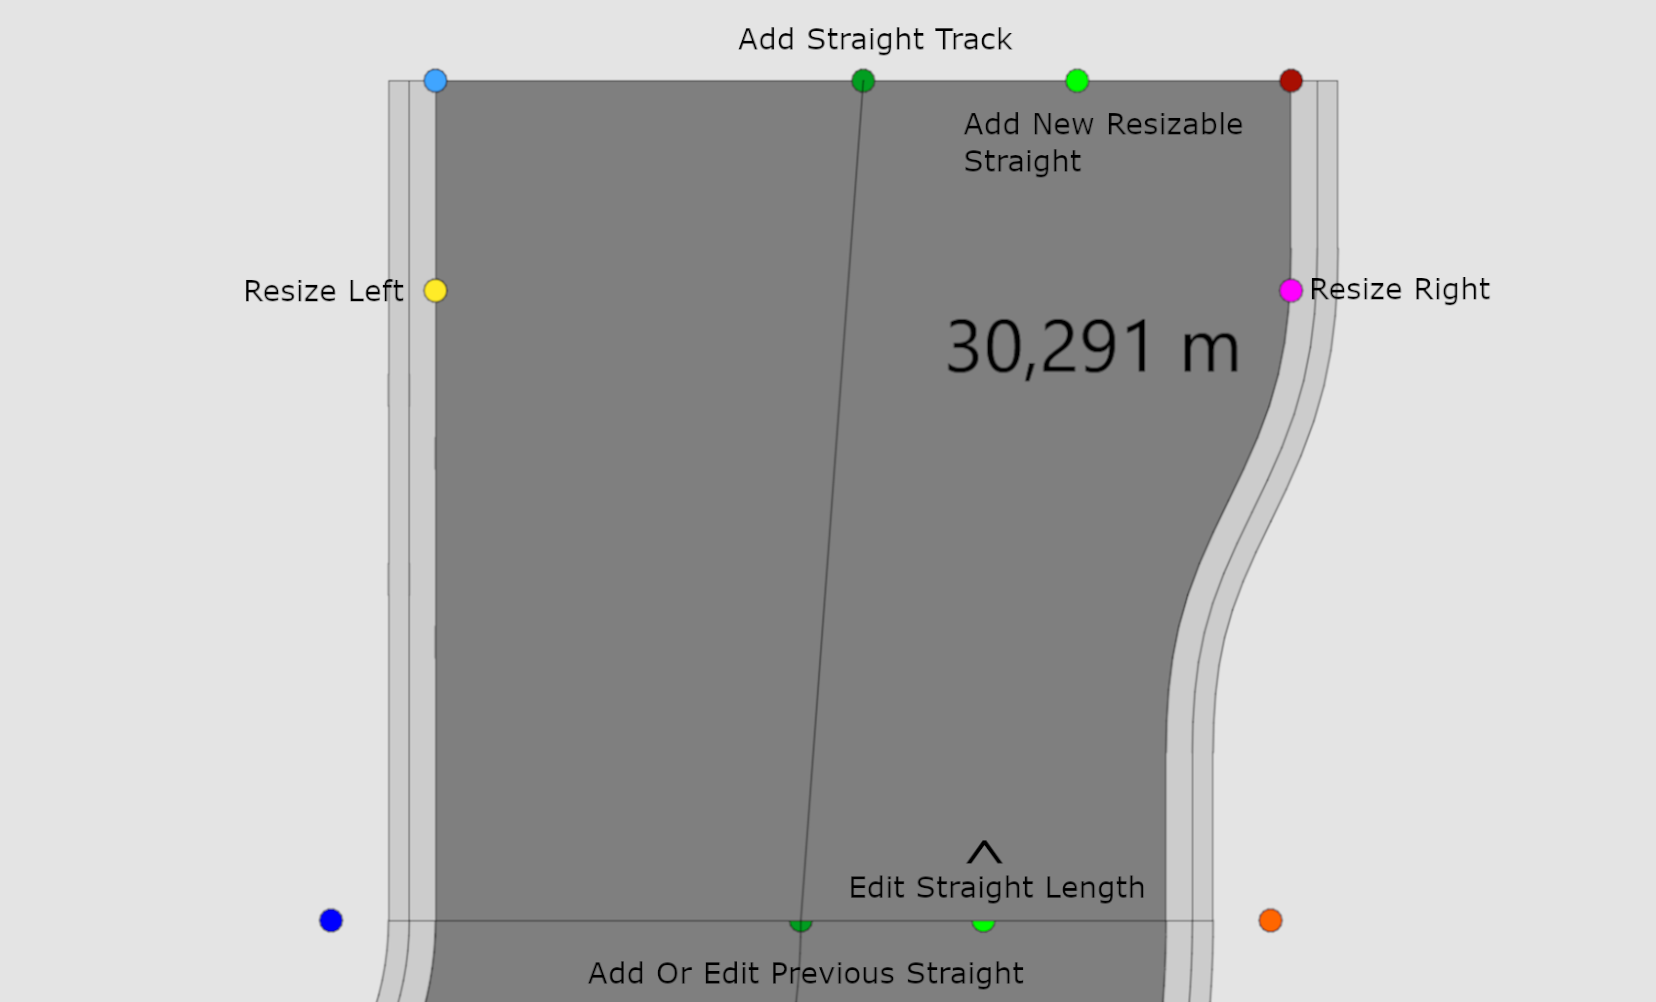 Add Straight Track
Add New Resizable
Straight
Resize Left
Resize Right
30,291 m
Edit Straight Length
Add Or Edit Previous Straight